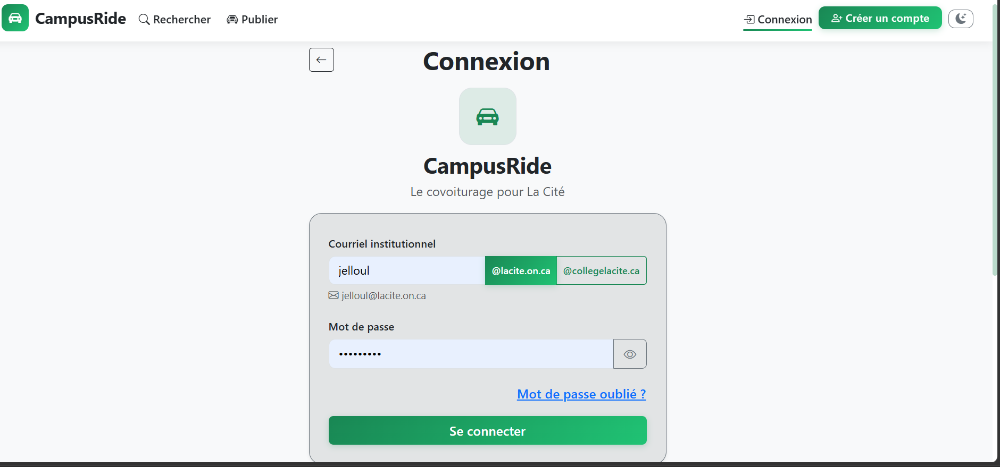 CampusRide Rechercher Publier Connexion Créer un compte
Connexion
CampusRide
Le covoiturage pour La Cité
Courriel institutionnel
jelloul @lacite.on.ca @collegelacite.ca
jelloul@lacite.on.ca
Mot de passe
•••••••••
Mot de passe oublié ?
Se connecter